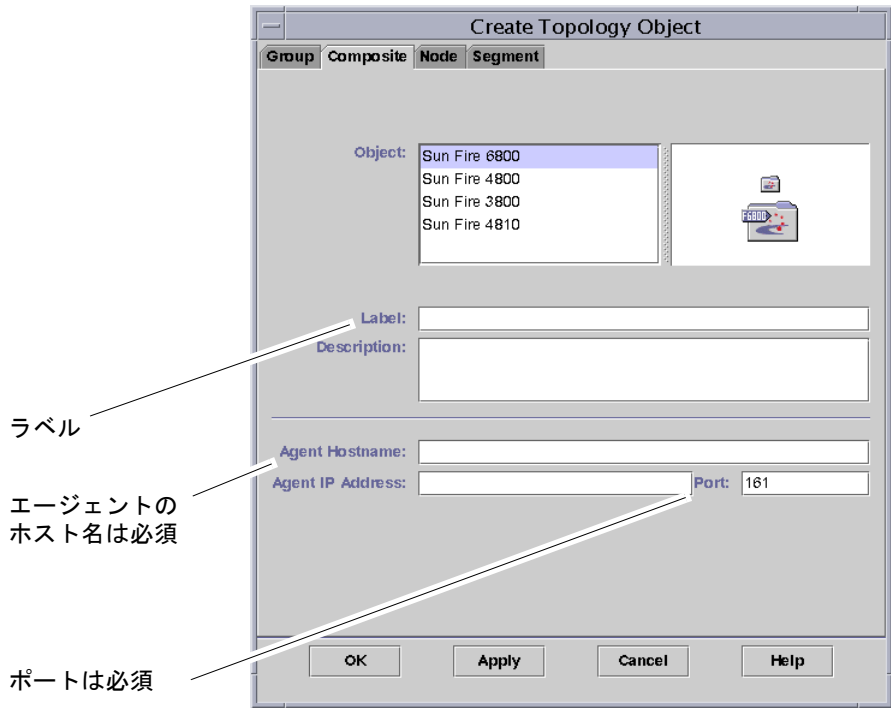 Create Topology Object
Group Composite Node Segment
Object:
Sun Fire 6800
Sun Fire 4800
Sun Fire 3800
Sun Fire 4810
F6800
Label:
Description:
ラベル
Agent Hostname:
Agent IP Address:
Port: 161
エージェントの
ホスト名は必須
OK Apply Cancel Help
ポートは必須